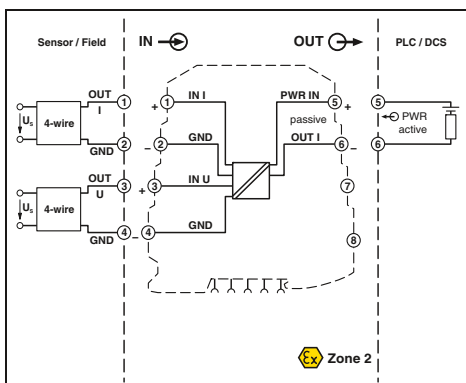 Sensor / Field IN OUT PLC / DCS
OUT
I
1
1
+
IN I
PWR IN
5
+
5
Us
4-wire
passive
PWR
active
GND
2
–
2
GND
OUT I
6
–
6
OUT
U
3
+
3
IN U
7
Us
4-wire
GND
4
–
4
GND
8
Ex Zone 2